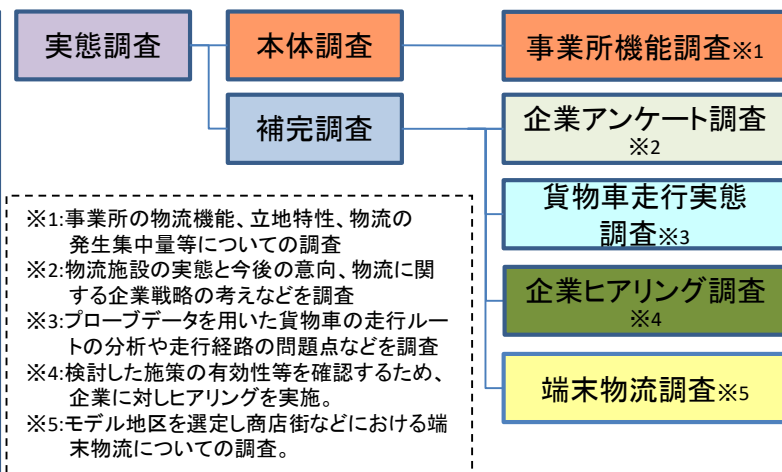 実態調査
本体調査
事業所機能調査※1
補完調査
企業アンケート調査
※2
貨物車走行実態
調査※3
企業ヒアリング調査
※4
端末物流調査※5
※1:事業所の物流機能、立地特性、物流の
発生集中量等についての調査
※2:物流施設の実態と今後の意向、物流に関
する企業戦略の考えなどを調査
※3:プローブデータを用いた貨物車の走行ルー
トの分析や走行経路の問題点などを調査
※4:検討した施策の有効性等を確認するため、
企業に対しヒアリングを実施。
※5:モデル地区を選定し商店街などにおける端
末物流についての調査。